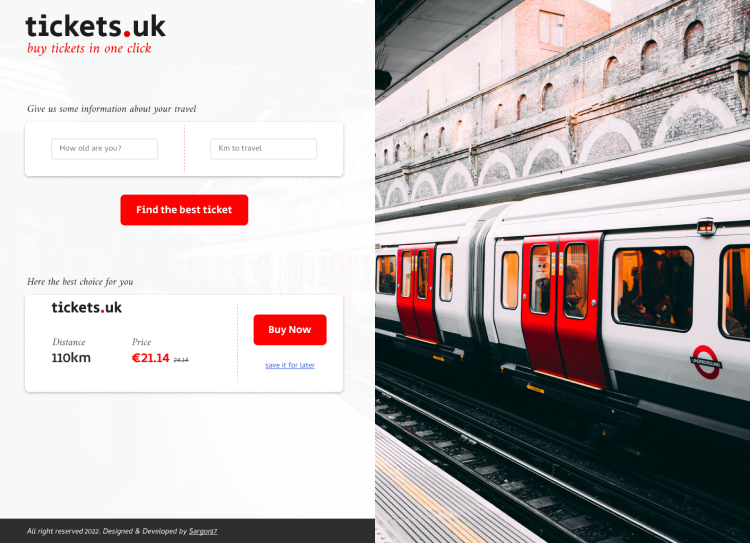 tickets.uk
buy tickets in one click
Give us some information about your travel
How old are you?
Km to travel
Find the best ticket
Here the best choice for you
tickets.uk
Distance
Price
110km
€21.14 24.14
Buy Now
save it for later
All right reserved 2022. Designed & Developed by Sargont7
UNDERGROUND